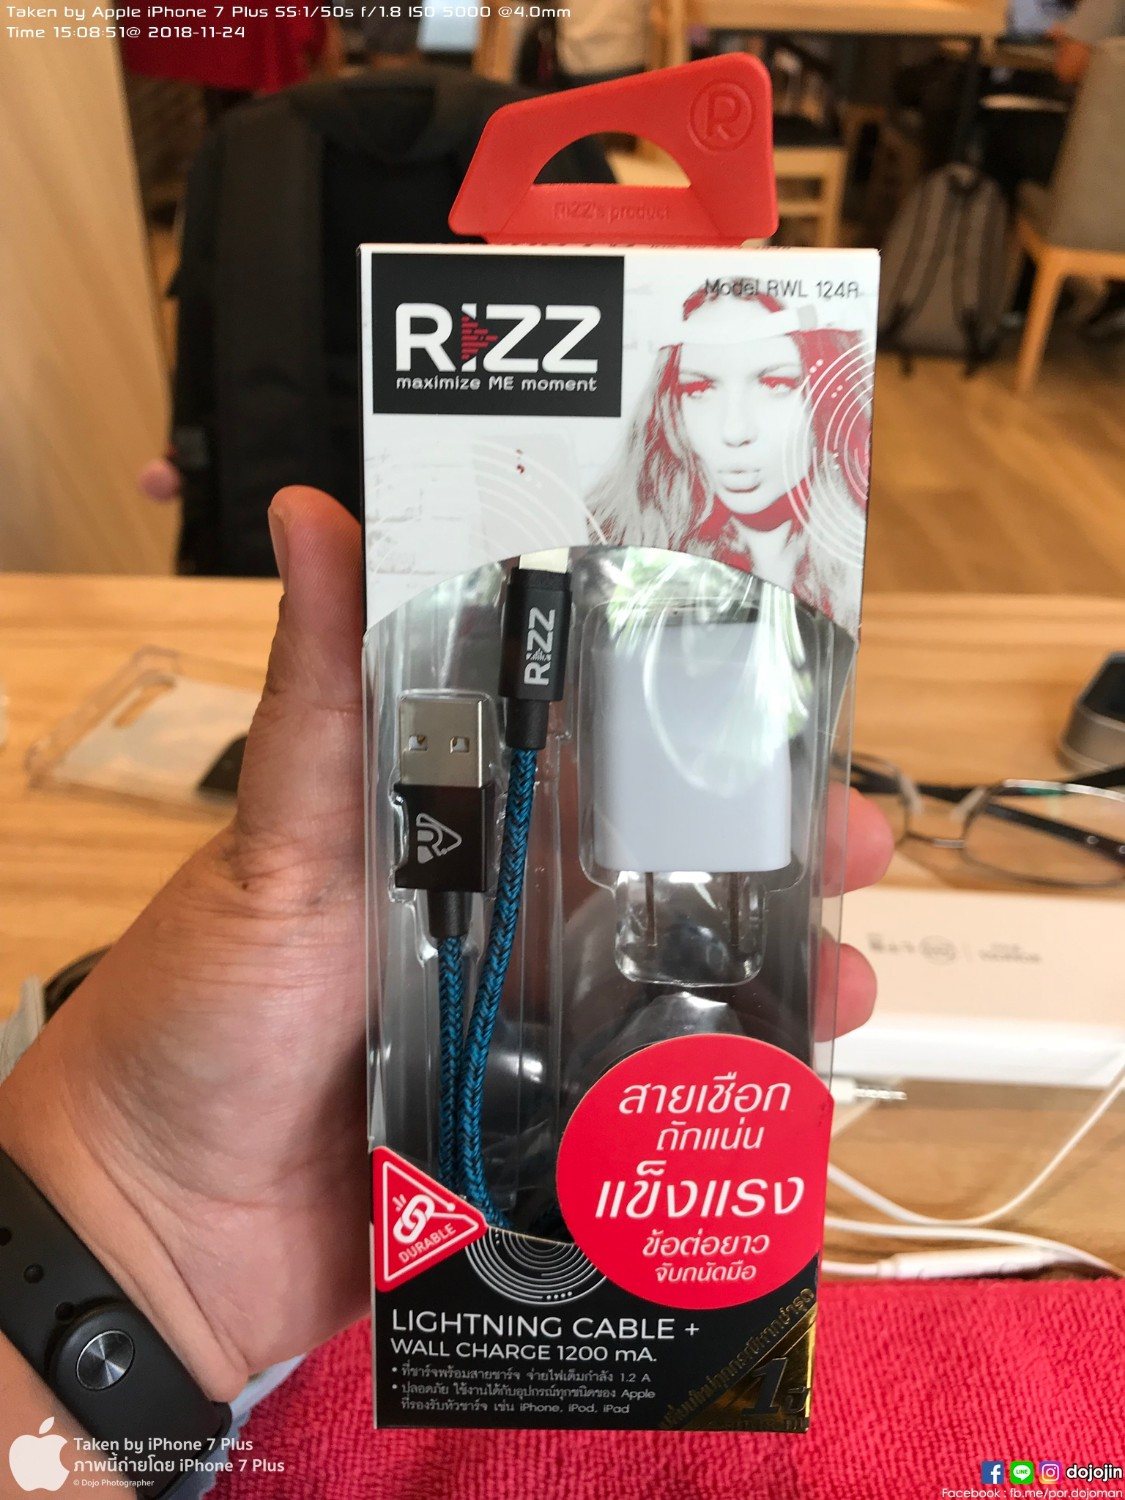 Taken by Apple iPhone 7 Plus SS:1/50s f/1.8 ISO 5000 @4.0mm
Time 15:08:51@ 2018-11-24
R
RIZZ's product
Model RWL 124R
RIZZ
maximize ME moment
RIZZ
R
สายเชือก
ถักแน่น
แข็งแรง
ข้อต่อยาว
จับถนัดมือ
DURABLE
LIGHTNING CABLE +
WALL CHARGE 1200 mA.
• ที่ชาร์จพร้อมสายชาร์จ จ่ายไฟเต็มกำลัง 1.2 A
• ปลอดภัย ใช้งานได้กับอุปกรณ์ทุกชนิดของ Apple
ที่รองรับหัวชาร์จ เช่น iPhone, iPod, iPad
1
Taken by iPhone 7 Plus
ภาพนี้ถ่ายโดย iPhone 7 Plus
© Dojo Photographer
f LINE dojojin
Facebook : fb.me/por.dojoman